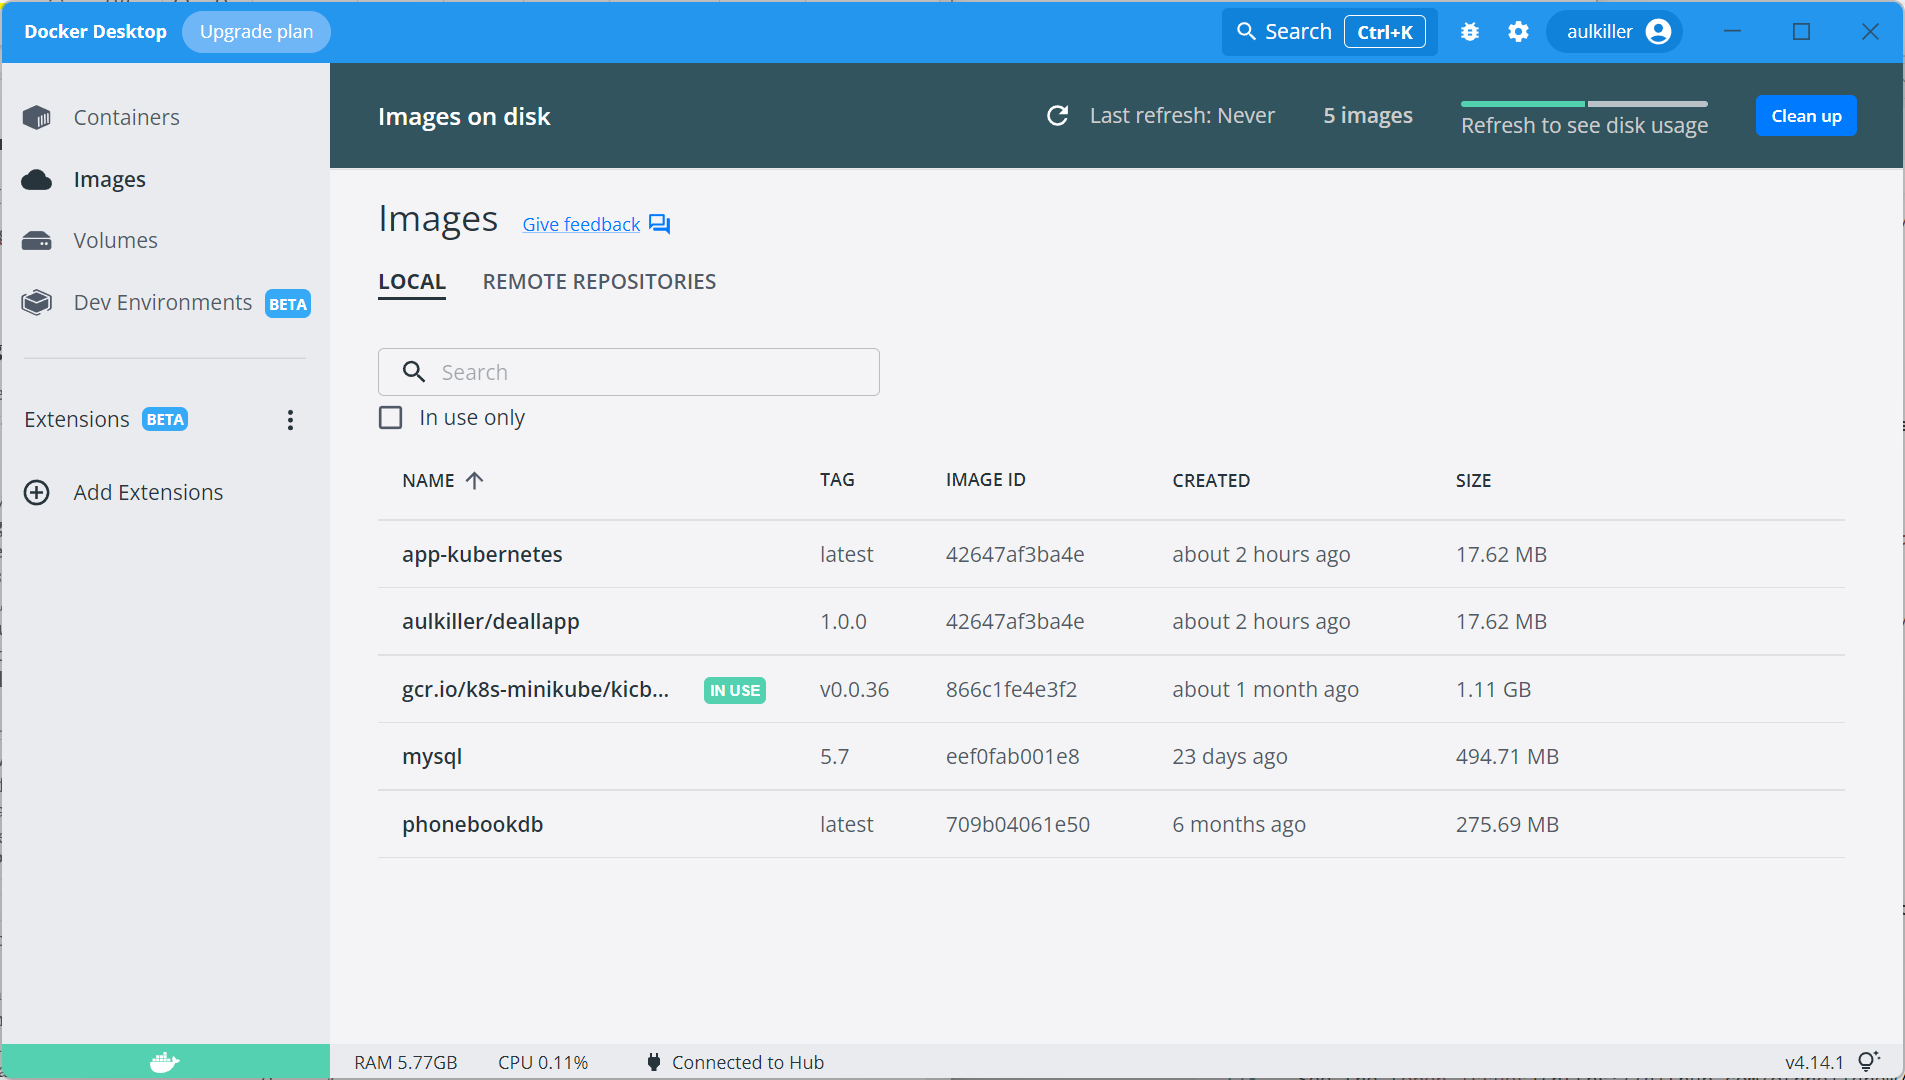 Docker Desktop Upgrade plan Search Ctrl+K aulkiller
Containers
Images
Volumes
Dev Environments BETA
Extensions BETA
Add Extensions
Images on disk Last refresh: Never 5 images Refresh to see disk usage Clean up
Images Give feedback
LOCAL REMOTE REPOSITORIES
Search
In use only
NAME TAG IMAGE ID CREATED SIZE
app-kubernetes latest 42647af3ba4e about 2 hours ago 17.62 MB
aulkiller/deallapp 1.0.0 42647af3ba4e about 2 hours ago 17.62 MB
gcr.io/k8s-minikube/kicb... IN USE v0.0.36 866c1fe4e3f2 about 1 month ago 1.11 GB
mysql 5.7 eef0fab001e8 23 days ago 494.71 MB
phonebookdb latest 709b04061e50 6 months ago 275.69 MB
RAM 5.77GB CPU 0.11% Connected to Hub v4.14.1